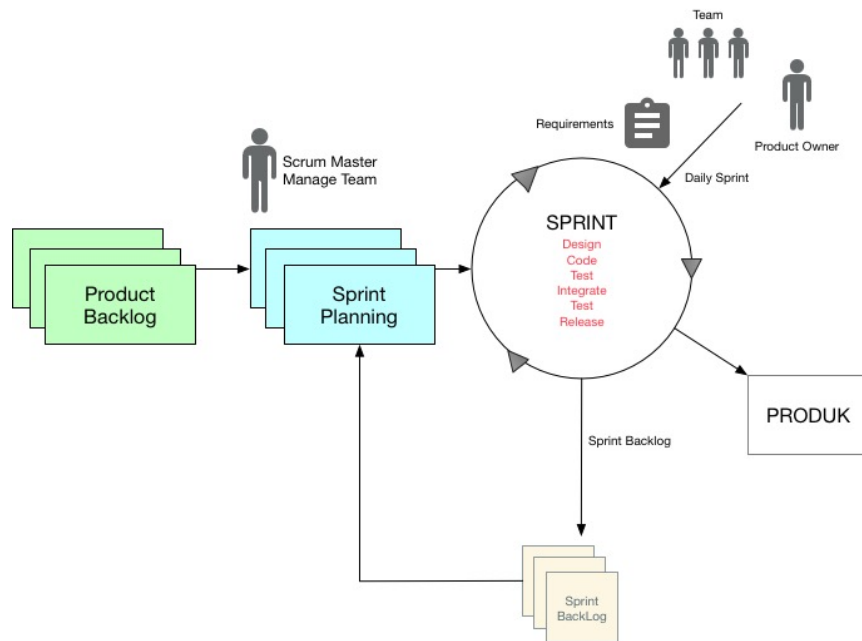 Team
Requirements
Product Owner
Scrum Master
Manage Team
Daily Sprint
SPRINT
Design
Code
Test
Integrate
Test
Release
Product
Backlog
Sprint
Planning
PRODUK
Sprint Backlog
Sprint
BackLog